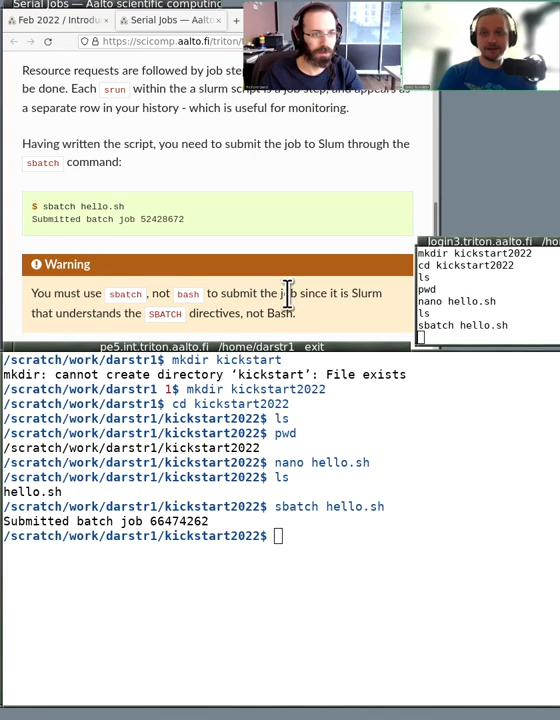 Serial Jobs — Aalto scientific computing
Feb 2022 / Introdu
Serial Jobs — Aalto
https://scicomp.aalto.fi/triton/
Resource requests are followed by job ste
be done. Each srun within the a slurm script is a job step, and appears as
a separate row in your history - which is useful for monitoring.
Having written the script, you need to submit the job to Slum through the
sbatch command:
$ sbatch hello.sh
Submitted batch job 52428672
Warning
You must use sbatch, not bash to submit the job since it is Slurm
that understands the SBATCH directives, not Bash.
login3.triton.aalto.fi /ho
mkdir kickstart2022
cd kickstart2022
ls
pwd
nano hello.sh
ls
sbatch hello.sh
pe5.int.triton.aalto.fi /home/darstr1 exit
/scratch/work/darstr1$ mkdir kickstart
mkdir: cannot create directory ‘kickstart’: File exists
/scratch/work/darstr1 1$ mkdir kickstart2022
/scratch/work/darstr1$ cd kickstart2022
/scratch/work/darstr1/kickstart2022$ ls
/scratch/work/darstr1/kickstart2022$ pwd
/scratch/work/darstr1/kickstart2022
/scratch/work/darstr1/kickstart2022$ nano hello.sh
/scratch/work/darstr1/kickstart2022$ ls
hello.sh
/scratch/work/darstr1/kickstart2022$ sbatch hello.sh
Submitted batch job 66474262
/scratch/work/darstr1/kickstart2022$